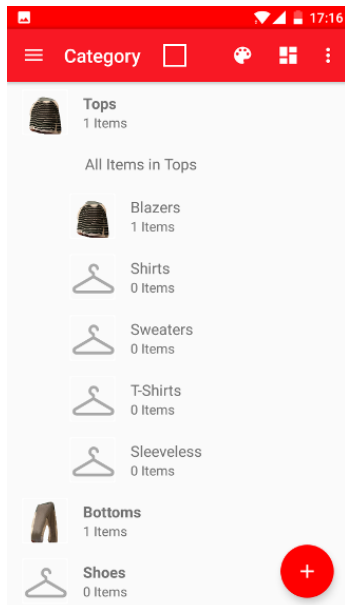 17:16
Category
Tops
1 Items
All Items in Tops
Blazers
1 Items
Shirts
0 Items
Sweaters
0 Items
T-Shirts
0 Items
Sleeveless
0 Items
Bottoms
1 Items
Shoes
0 Items